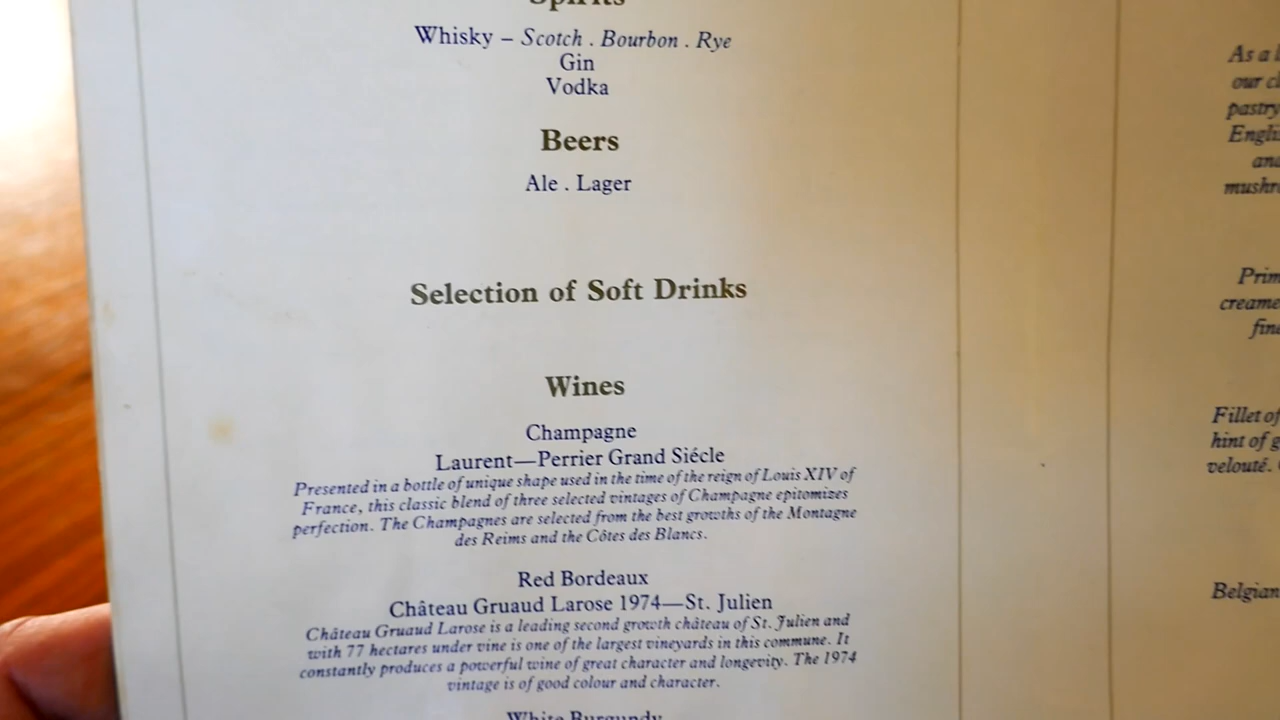 Spirits
Whisky – Scotch . Bourbon . Rye
Gin
Vodka
Beers
Ale . Lager
Selection of Soft Drinks
Wines
Champagne
Laurent—Perrier Grand Siécle
Presented in a bottle of unique shape used in the time of the reign of Louis XIV of
France, this classic blend of three selected vintages of Champagne epitomizes
perfection. The Champagnes are selected from the best growths of the Montagne
des Reims and the Côtes des Blancs.
Red Bordeaux
Château Gruaud Larose 1974—St. Julien
Château Gruaud Larose is a leading second growth château of St. Julien and
with 77 hectares under vine is one of the largest vineyards in this commune. It
constantly produces a powerful wine of great character and longevity. The 1974
vintage is of good colour and character.
White Burgundy
As a
our
pastry
and
Fillet of
hint of
velouté.
Belgian